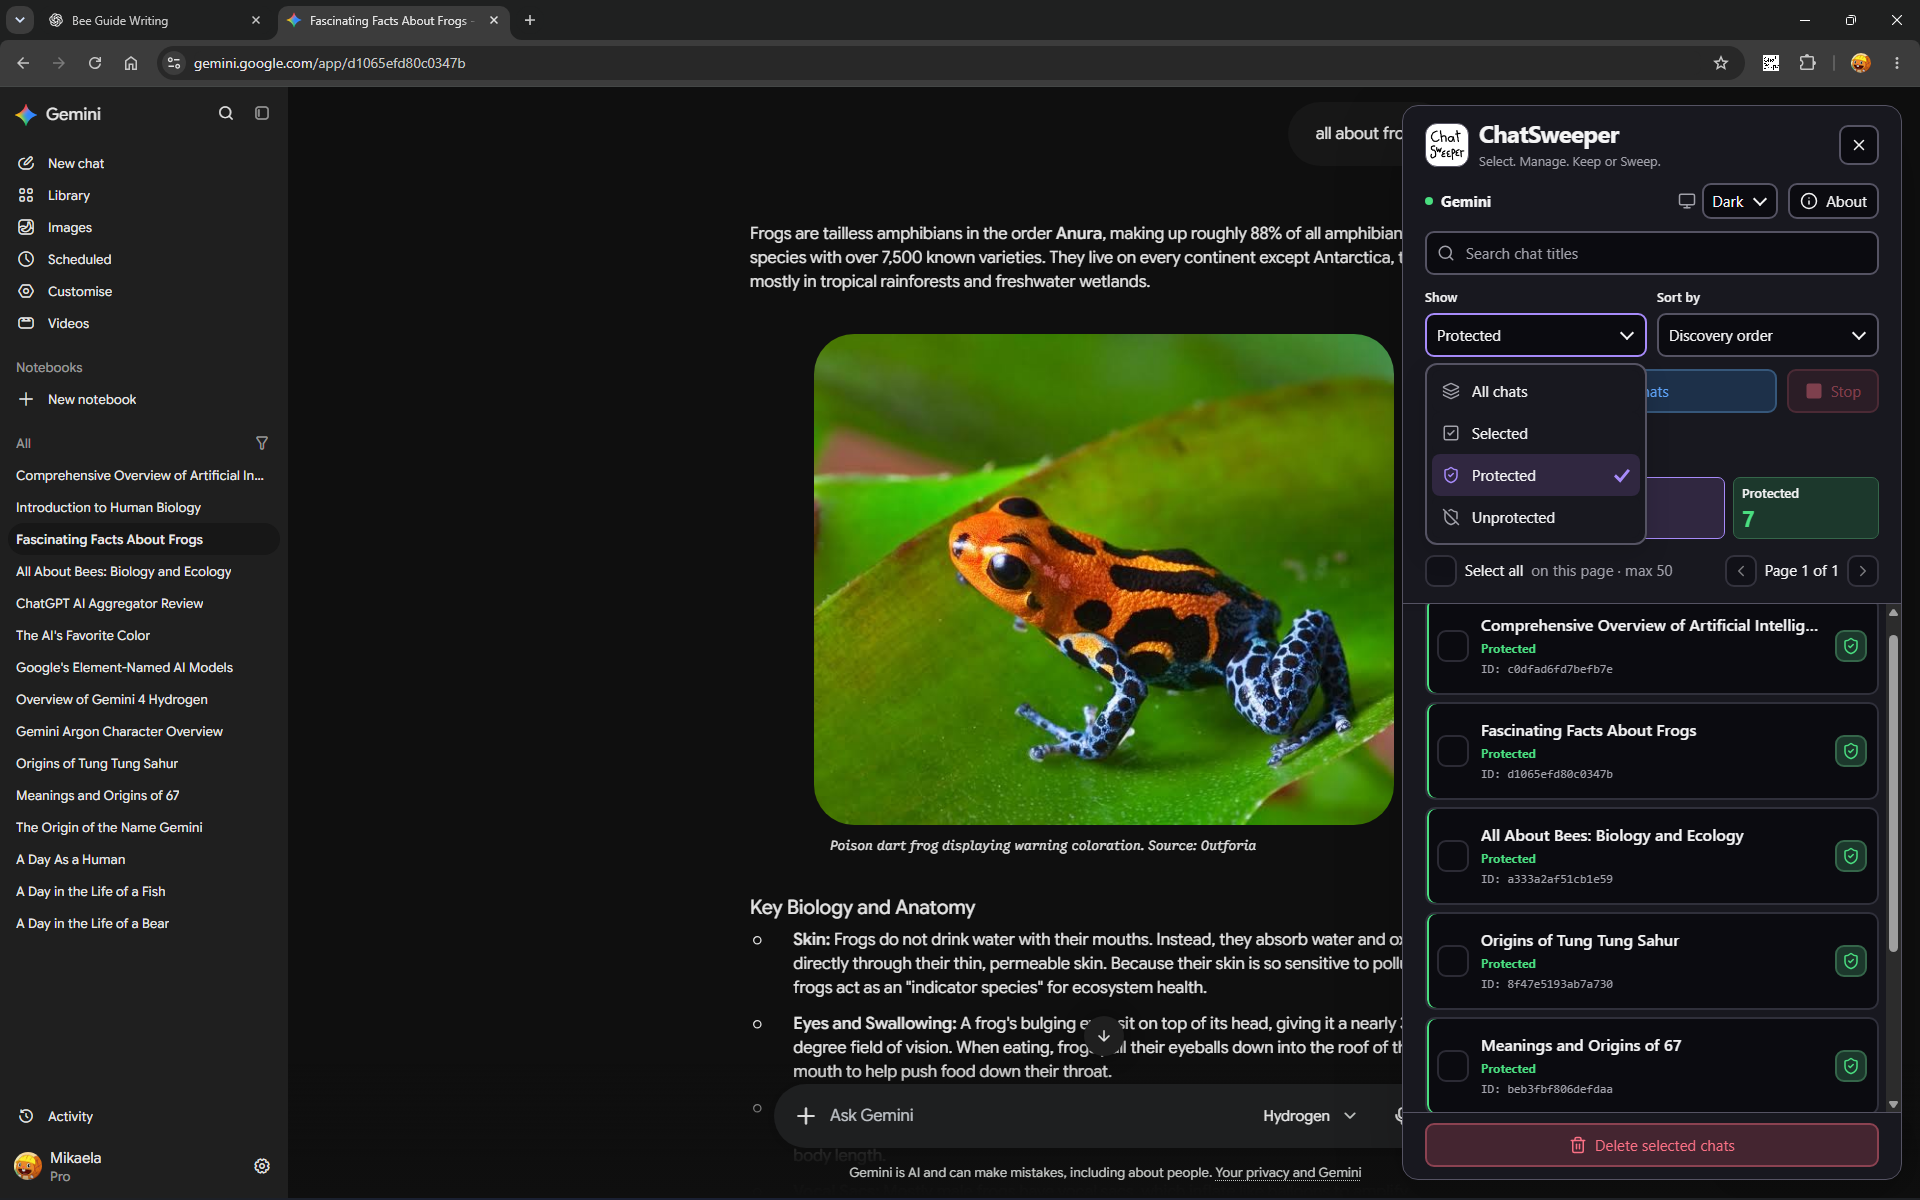 Bee Guide Writing
Fascinating Facts About Frogs -
gemini.google.com/app/d1065efd80c0347b
Gemini
New chat
Library
Images
Scheduled
Customise
Videos
Notebooks
New notebook
All
Comprehensive Overview of Artificial In...
Introduction to Human Biology
Fascinating Facts About Frogs
All About Bees: Biology and Ecology
ChatGPT AI Aggregator Review
The AI's Favorite Color
Google's Element-Named AI Models
Overview of Gemini 4 Hydrogen
Gemini Argon Character Overview
Origins of Tung Tung Sahur
Meanings and Origins of 67
The Origin of the Name Gemini
A Day As a Human
A Day in the Life of a Fish
A Day in the Life of a Bear
Activity
Mikaela
Pro
all about
Frogs are tailless amphibians in the order Anura, making up roughly 88% of all amphibian
species with over 7,500 known varieties. They live on every continent except Antarctica,
mostly in tropical rainforests and freshwater wetlands.
Poison dart frog displaying warning coloration. Source: Outforia
Key Biology and Anatomy
Skin: Frogs do not drink water with their mouths. Instead, they absorb water and
directly through their thin, permeable skin. Because their skin is so sensitive to
frogs act as an "indicator species" for ecosystem health.
Eyes and Swallowing: A frog's bulging sit on top of its head, giving it a nearly
degree field of vision. When eating, their eyeballs down into the roof of
mouth to help push food down their throat.
body length.
Ask Gemini
Hydrogen
Gemini is AI and can make mistakes, including about people. Your privacy and Gemini
Chat
Sweeper
ChatSweeper
Select. Manage. Keep or Sweep.
Gemini
Dark
About
Search chat titles
Show
Sort by
Protected
Discovery order
All chats
Selected
Protected
Unprotected
Stop
Protected
7
Select all on this page · max 50
Page 1 of 1
Comprehensive Overview of Artificial Intellig...
Protected
ID: c0dfad6fd7befb7e
Fascinating Facts About Frogs
Protected
ID: d1065efd80c0347b
All About Bees: Biology and Ecology
Protected
ID: a333a2af51cb1e59
Origins of Tung Tung Sahur
Protected
ID: 8f47e5193ab7a730
Meanings and Origins of 67
Protected
ID: beb3fbf806defdaa
Delete selected chats